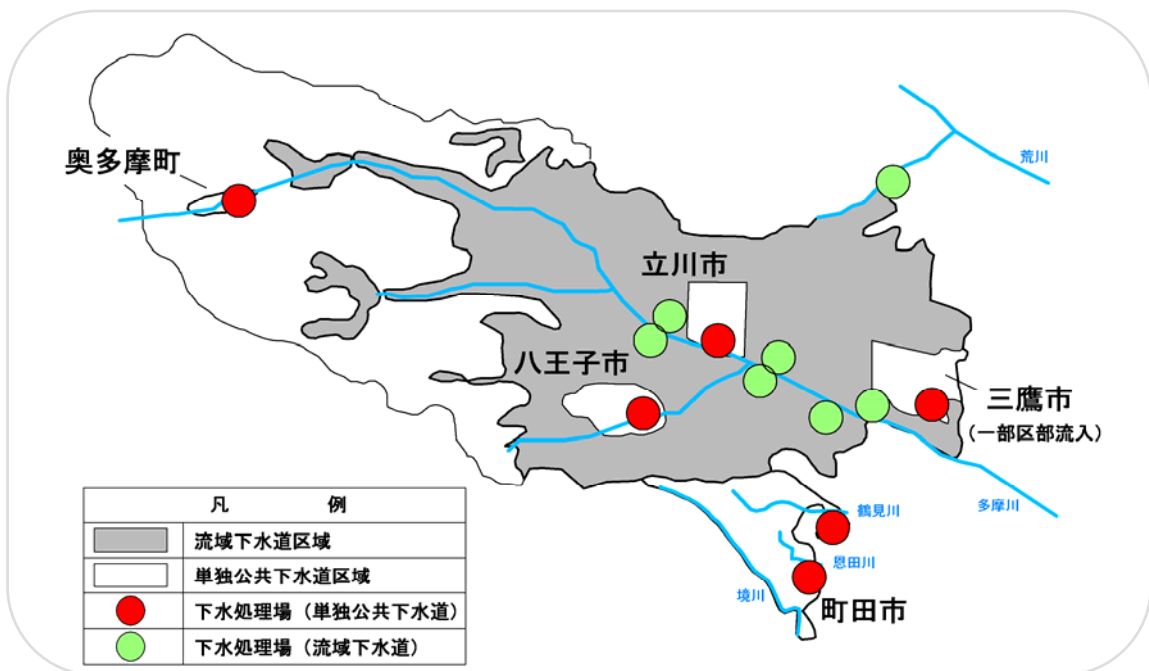 奥多摩町
荒川
立川市
八王子市
三鷹市
(一部区部流入)
多摩川
鶴見川
恩田川
境川
町田市
凡 例
流域下水道区域
単独公共下水道区域
下水処理場（単独公共下水道）
下水処理場（流域下水道）